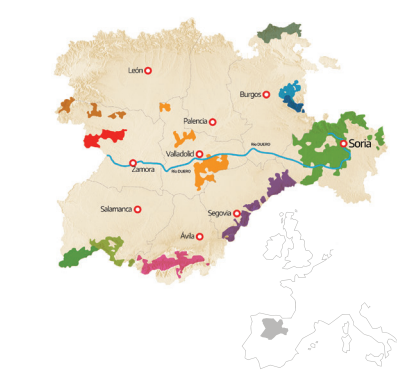 León
Burgos
Palencia
Río DUERO
Soria
Valladolid
Zamora
Río DUERO
Salamanca
Segovia
Ávila